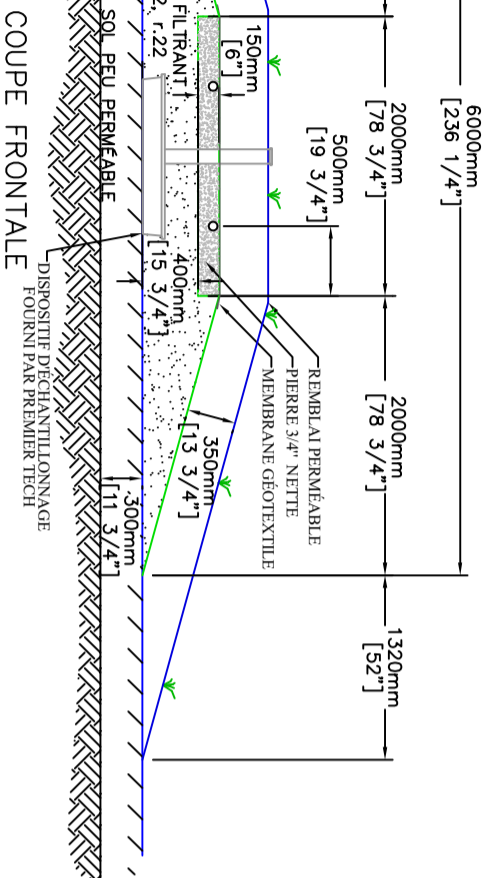 6000mm
[236 1/4"]
2000mm
[78 3/4"]
2000mm
[78 3/4"]
1320mm
[52"]
500mm
[19 3/4"]
150mm
[6"]
REMBLAI PERMÉABLE
PIERRE 3/4" NETTE
MEMBRANE GÉOTEXTILE
350mm
[13 3/4"]
400mm
[15 3/4"]
300mm
[11 3/4"]
FILTRANT
r.22
SOL PEU PERMÉABLE
DISPOSITIF D'ÉCHANTILLONNAGE
FOURNI PAR PREMIER TECH
COUPE FRONTALE